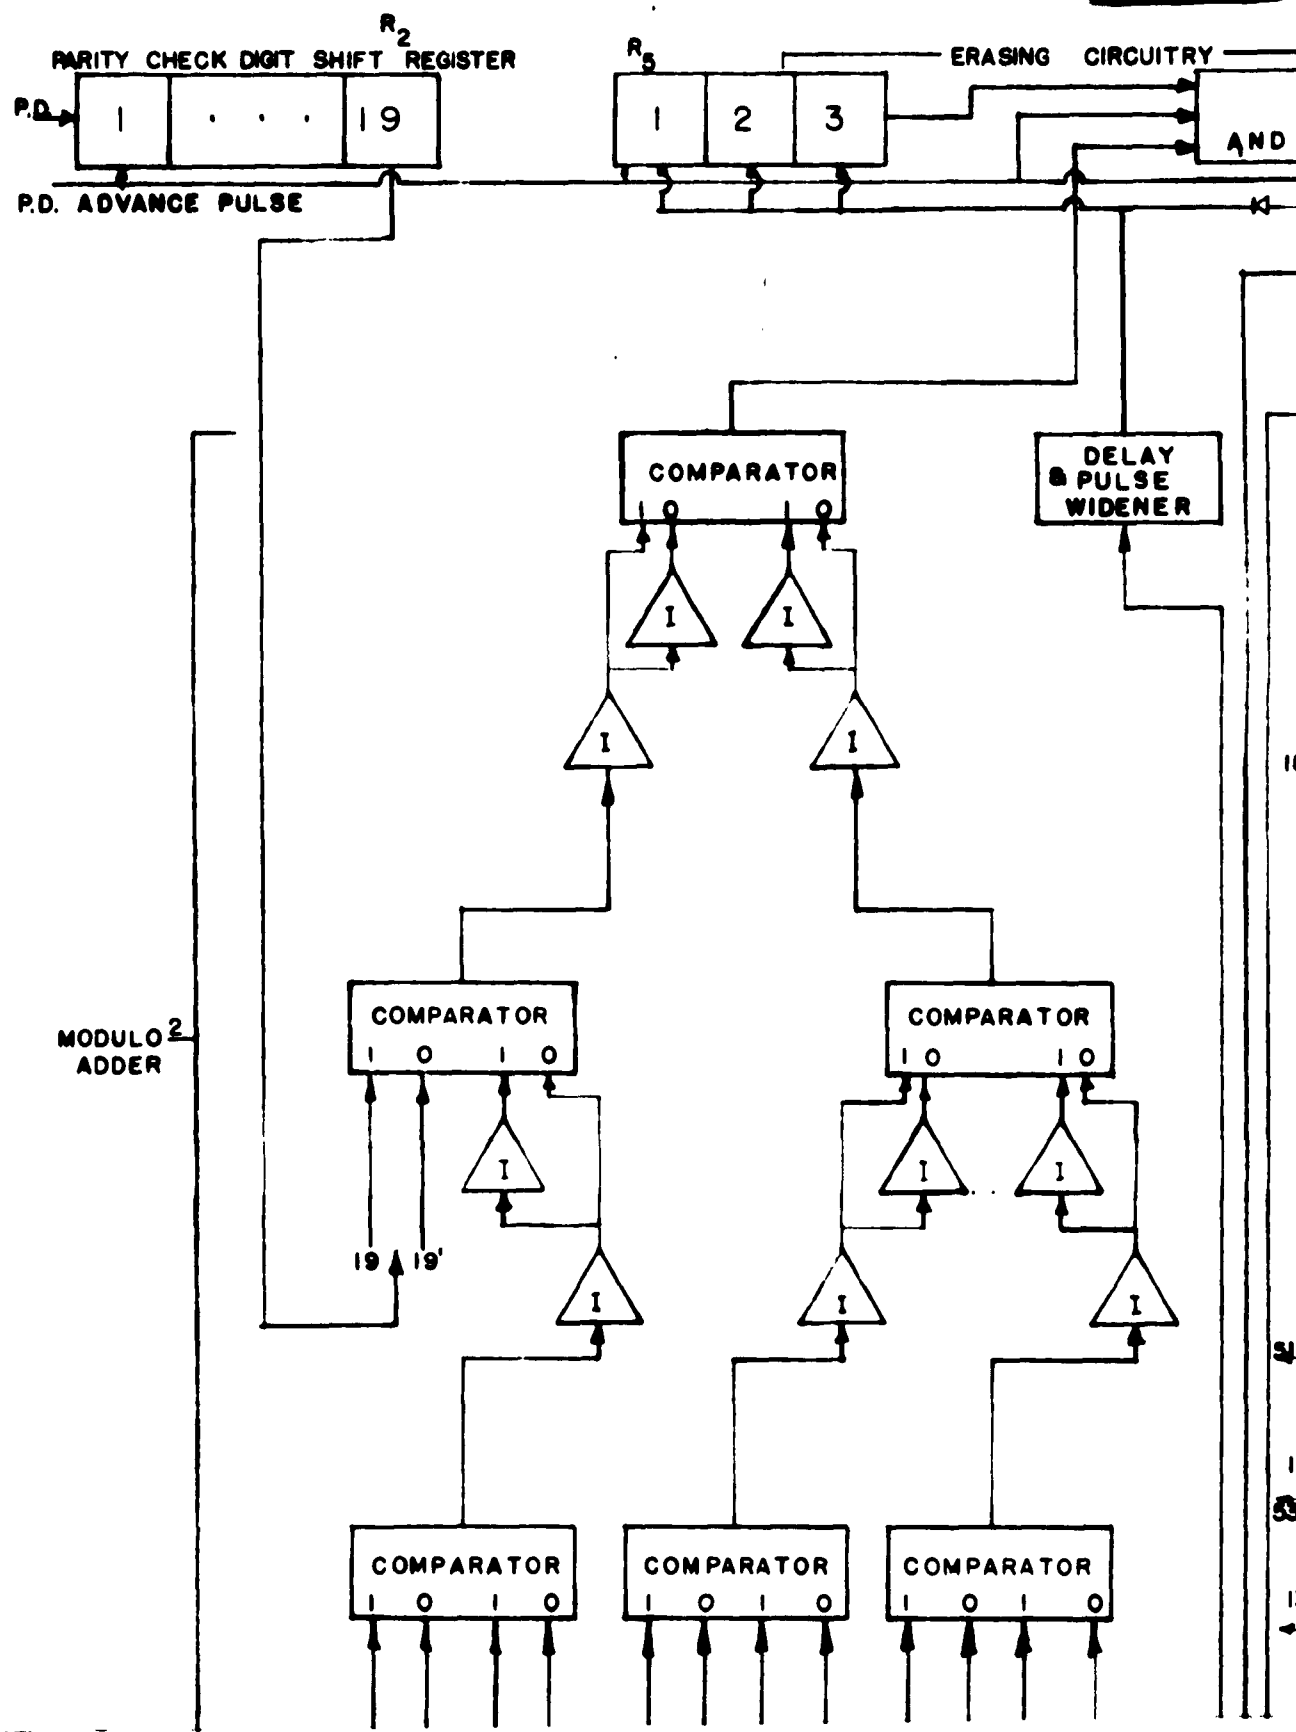 R2
PARITY CHECK DIGIT SHIFT REGISTER
R5
ERASING CIRCUITRY
P.D.
1 . . . 19
1 2 3
AND
P.D. ADVANCE PULSE
COMPARATOR
1 0 1 0
DELAY
& PULSE
WIDENER
I I
I I
COMPARATOR
1 0 1 0
COMPARATOR
1 0 1 0
MODULO 2
ADDER
I I I
19 19'
I I I
51
53
COMPARATOR
1 0 1 0
COMPARATOR
1 0 1 0
COMPARATOR
1 0 1 0